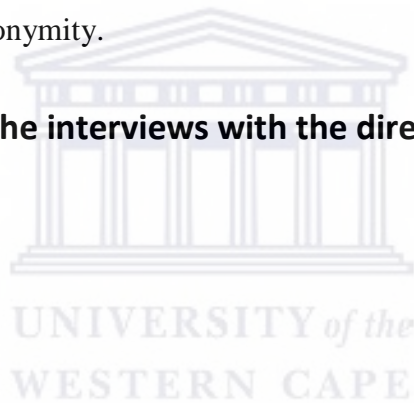 onymity.
he interviews with the dire
UNIVERSITY of the
WESTERN CAPE